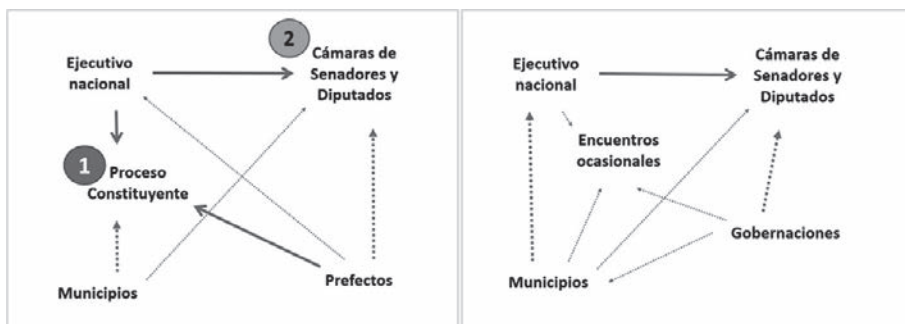 2
Ejecutivo
nacional
Cámaras de
Senadores y
Diputados
1
Proceso
Constituyente
Municipios
Prefectos
Ejecutivo
nacional
Cámaras de
Senadores y
Diputados
Encuentros
ocasionales
Gobernaciones
Municipios